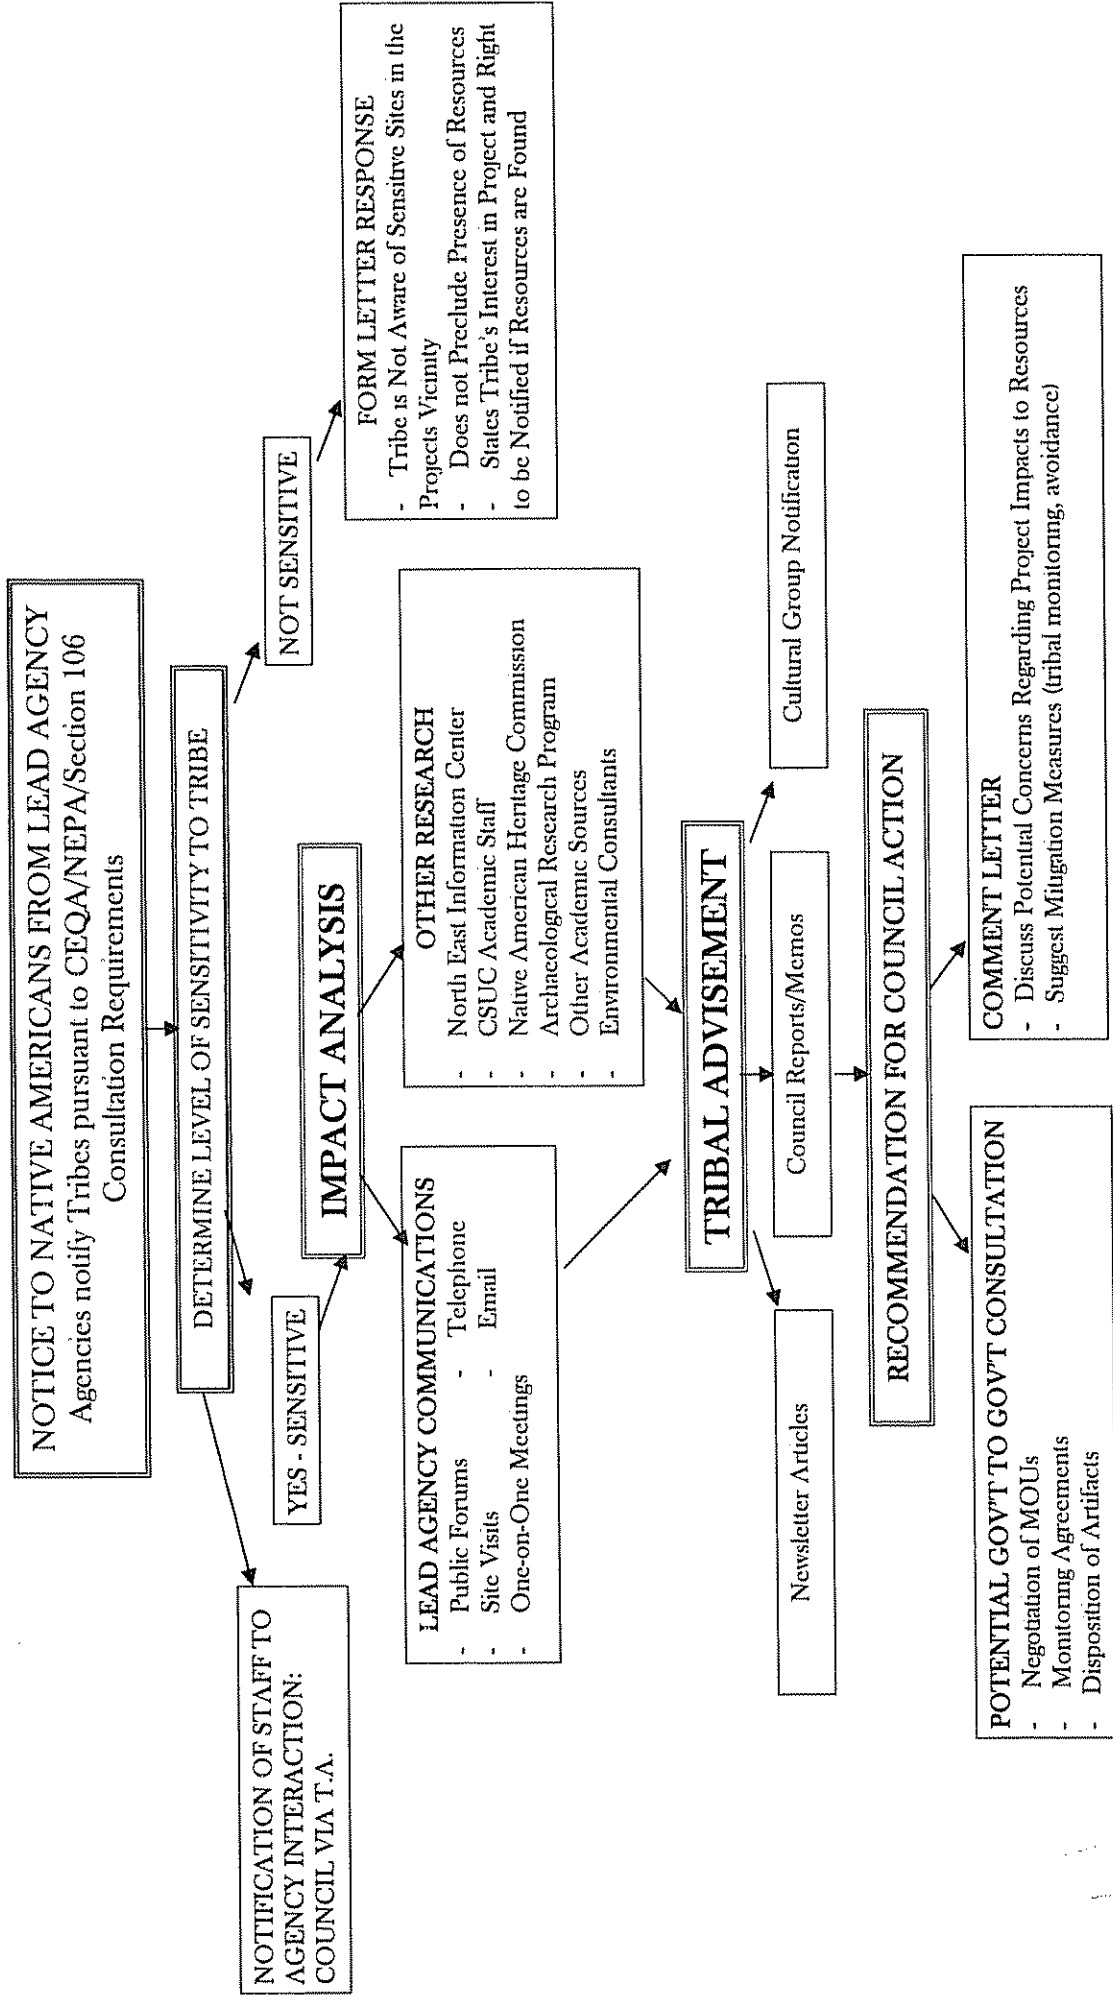 NOTICE TO NATIVE AMERICANS FROM LEAD AGENCY
Agencies notify Tribes pursuant to CEQA/NEPA/Section 106
Consultation Requirements
DETERMINE LEVEL OF SENSITIVITY TO TRIBE
NOTIFICATION OF STAFF TO
AGENCY INTERACTION:
COUNCIL VIA T.A.
YES - SENSITIVE
NOT SENSITIVE
IMPACT ANALYSIS
FORM LETTER RESPONSE
- Tribe is Not Aware of Sensitive Sites in the
Projects Vicinity
- Does not Preclude Presence of Resources
- States Tribe's Interest in Project and Right
to be Notified if Resources are Found
LEAD AGENCY COMMUNICATIONS
- Public Forums - Telephone
- Site Visits - Email
- One-on-One Meetings
OTHER RESEARCH
- North East Information Center
- CSUC Academic Staff
- Native American Heritage Commission
- Archaeological Research Program
- Other Academic Sources
- Environmental Consultants
TRIBAL ADVISEMENT
Newsletter Articles
Council Reports/Memos
Cultural Group Notification
RECOMMENDATION FOR COUNCIL ACTION
POTENTIAL GOV'T TO GOV'T CONSULTATION
- Negotiation of MOUs
- Monitoring Agreements
- Disposition of Artifacts
COMMENT LETTER
- Discuss Potential Concerns Regarding Project Impacts to Resources
- Suggest Mitigation Measures (tribal monitoring, avoidance)